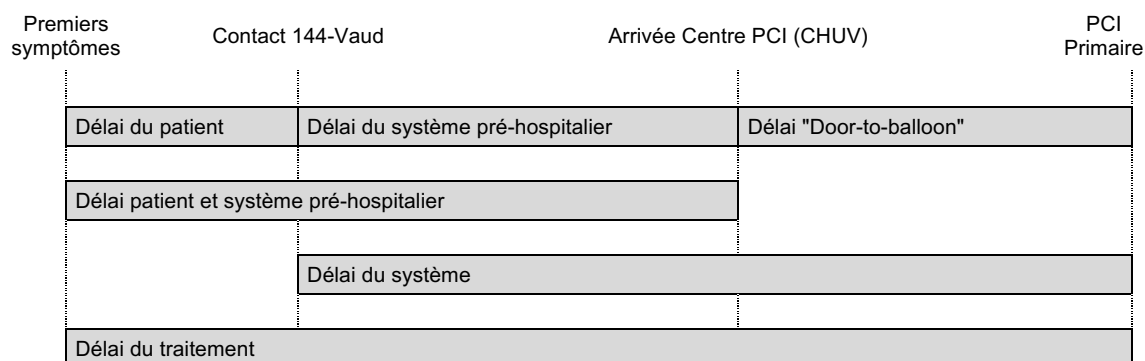 Premiers
symptômes
Contact 144-Vaud
Arrivée Centre PCI (CHUV)
PCI
Primaire
Délai du patient
Délai du système pré-hospitalier
Délai "Door-to-balloon"
Délai patient et système pré-hospitalier
Délai du système
Délai du traitement